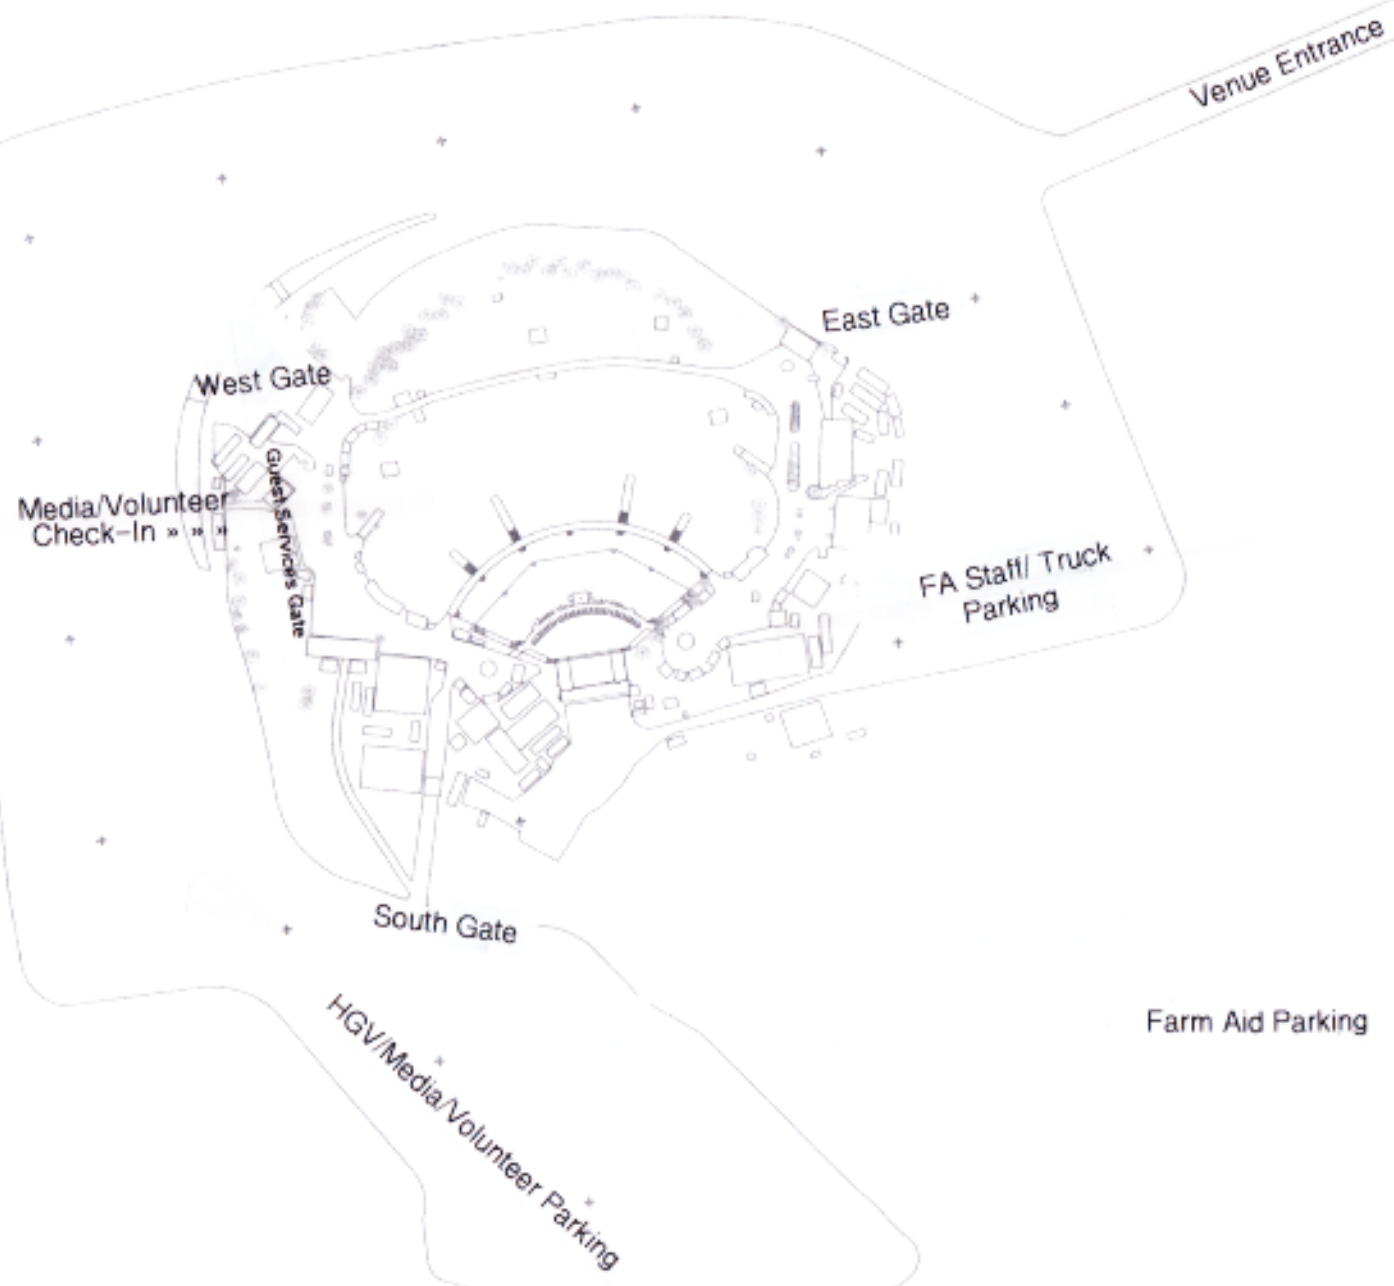 Venue Entrance
East Gate
West Gate
Guest Services Gate
Media/Volunteer
Check-In » » »
FA Staff/ Truck
Parking
South Gate
HGV/Media/Volunteer Parking
Farm Aid Parking